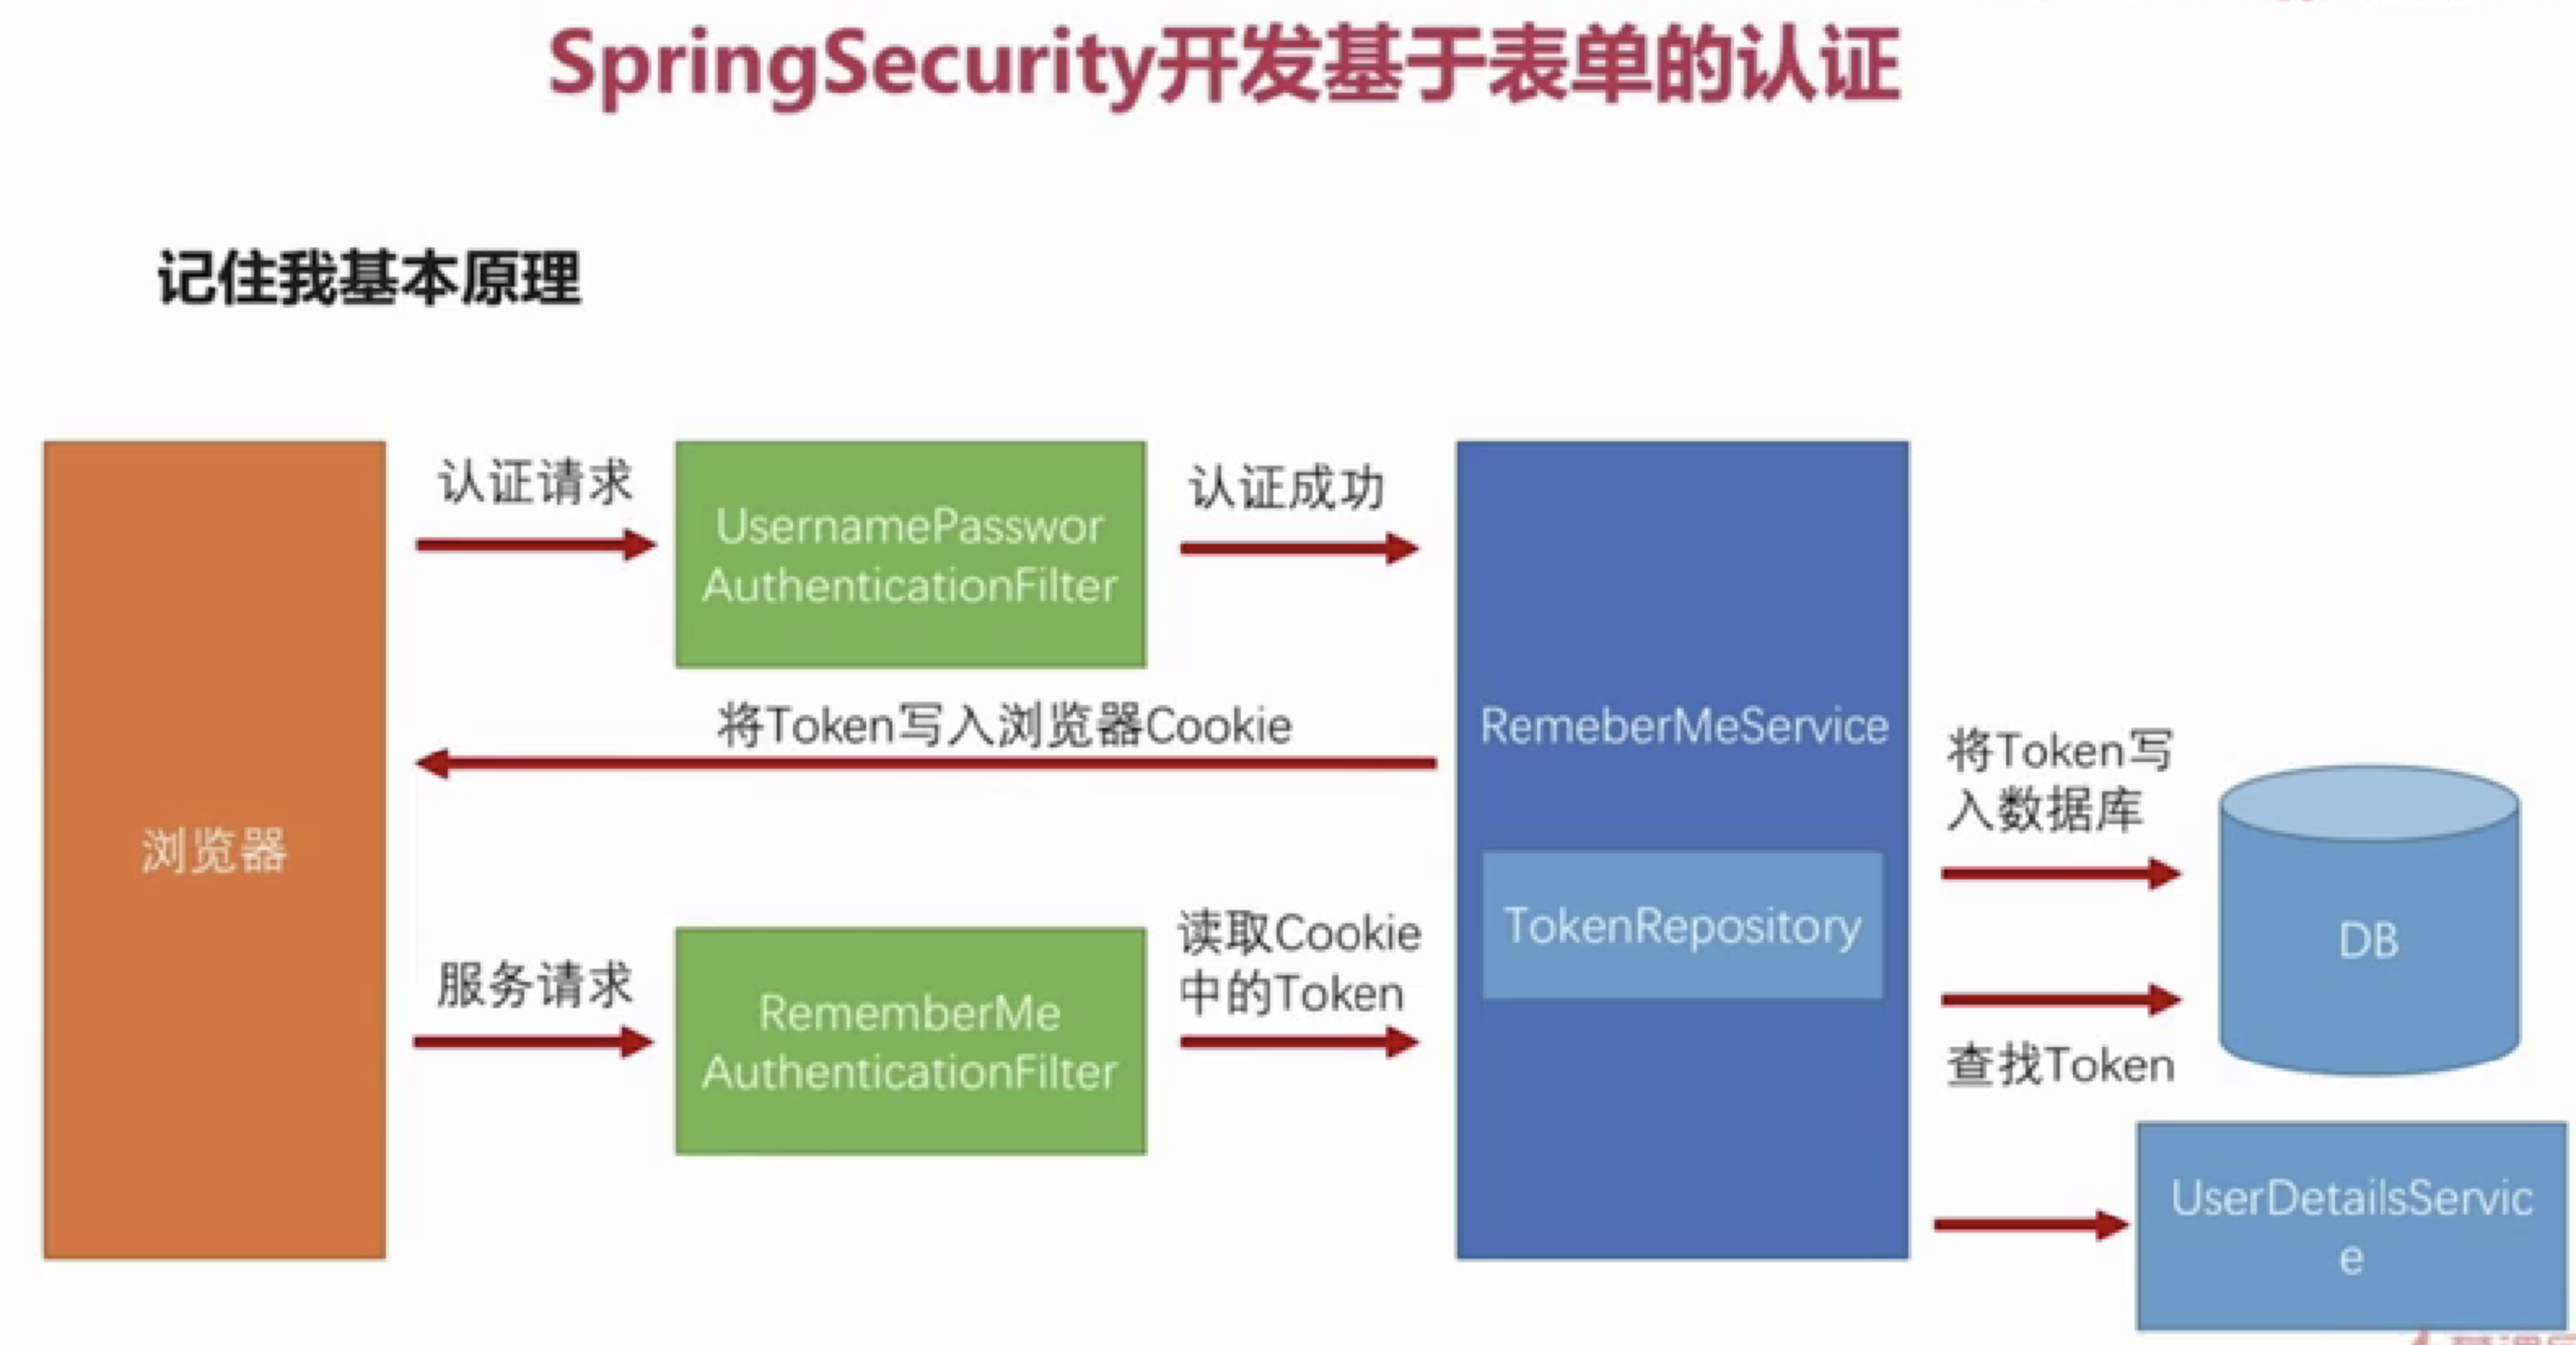 SpringSecurity开发基于表单的认证
记住我基本原理
认证请求
UsernamePasswor
AuthenticationFilter
认证成功
将Token写入浏览器Cookie
RemeberMeService
将Token写
入数据库
浏览器
TokenRepository
DB
服务请求
RememberMe
AuthenticationFilter
读取Cookie
中的Token
查找Token
UserDetailsServic
e